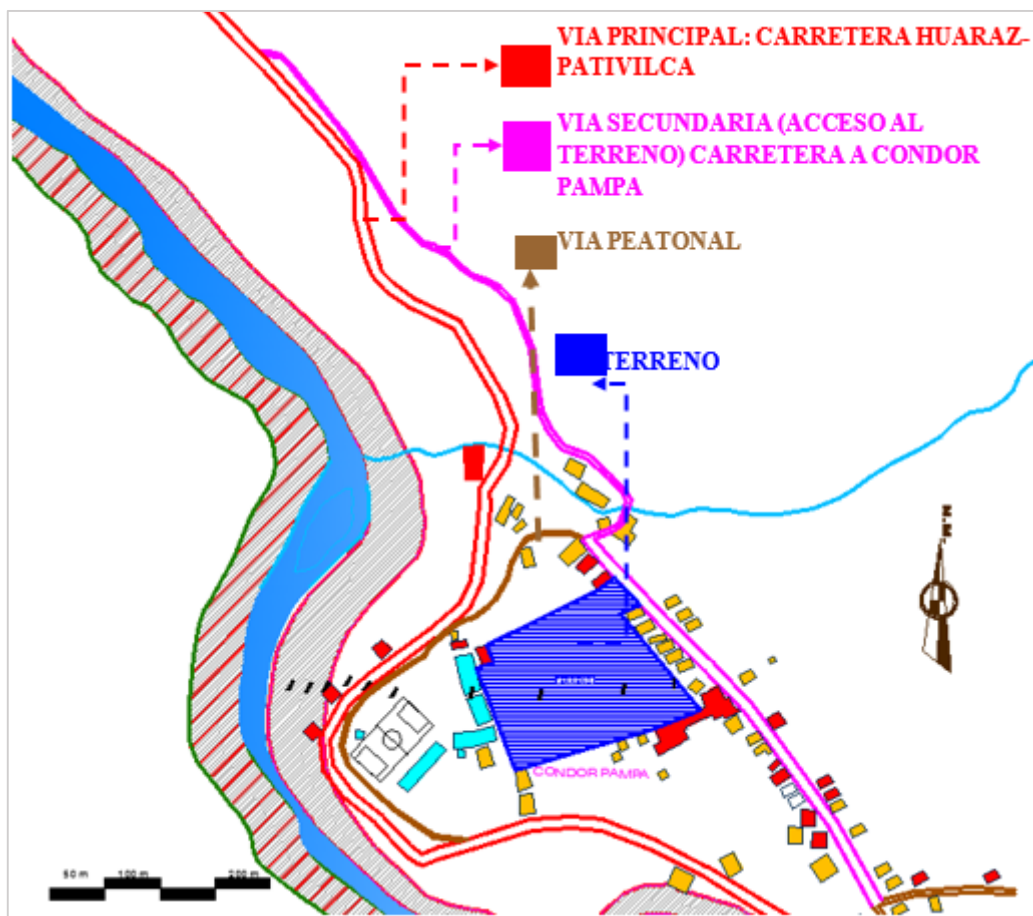 VIA PRINCIPAL: CARRETERA HUARAZ-
PATIVILCA
VIA SECUNDARIA (ACCESO AL
TERRENO) CARRETERA A CONDOR
PAMPA
VIA PEATONAL
TERRENO
N.M.
CONDOR PAMPA
50 m 100 m 200 m